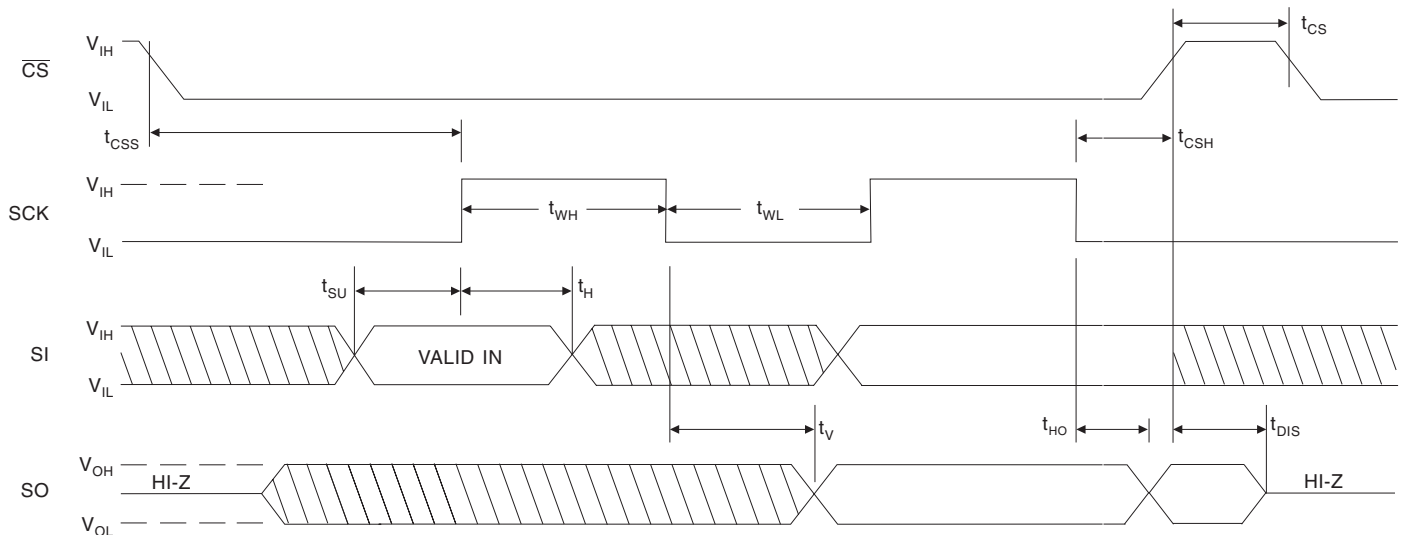 V_IH
t_CS
C̅S̅
V_IL
t_CSS
t_CSH
V_IH
SCK
t_WH
t_WL
V_IL
t_SU
t_H
V_IH
SI
VALID IN
V_IL
t_V
t_HO
t_DIS
V_OH
SO
HI-Z
HI-Z
V_OL